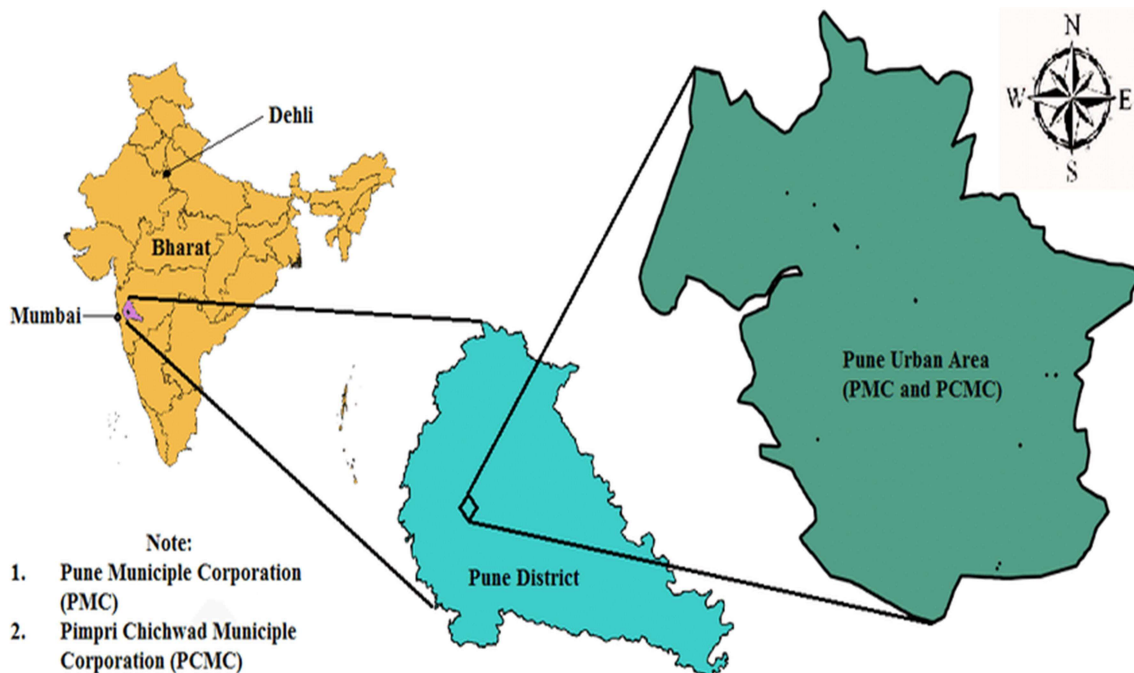 N
W E
S
Dehli
Bharat
Mumbai
Pune Urban Area
(PMC and PCMC)
Pune District
Note:
1. Pune Municiple Corporation
(PMC)
2. Pimpri Chichwad Municiple
Corporation (PCMC)